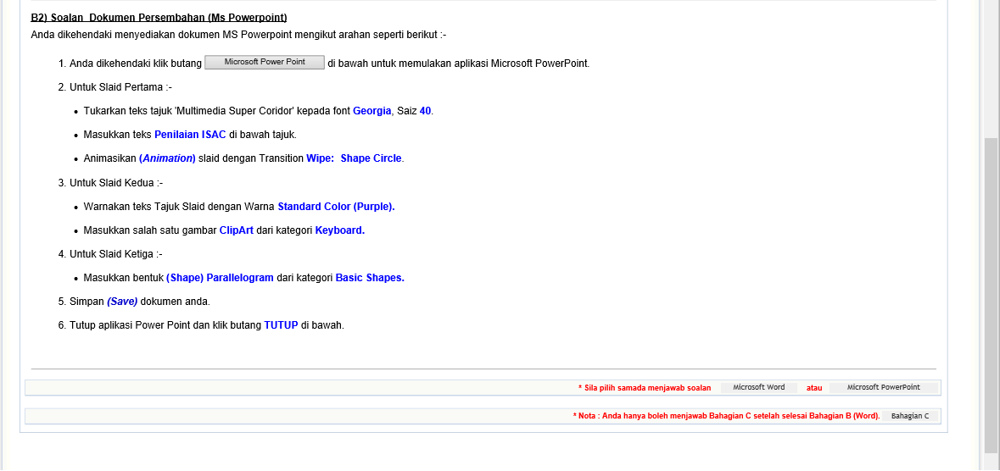 B2) Soalan  Dokumen Persembahan (Ms Powerpoint)
Anda dikehendaki menyediakan dokumen MS Powerpoint mengikut arahan seperti berikut :-
1. Anda dikehendaki klik butang Microsoft Power Point di bawah untuk memulakan aplikasi Microsoft PowerPoint.
2. Untuk Slaid Pertama :-
• Tukarkan teks tajuk 'Multimedia Super Coridor' kepada font Georgia, Saiz 40.
• Masukkan teks Penilaian ISAC di bawah tajuk.
• Animasikan (Animation) slaid dengan Transition Wipe:  Shape Circle.
3. Untuk Slaid Kedua :-
• Warnakan teks Tajuk Slaid dengan Warna Standard Color (Purple).
• Masukkan salah satu gambar ClipArt dari kategori Keyboard.
4. Untuk Slaid Ketiga :-
• Masukkan bentuk (Shape) Parallelogram dari kategori Basic Shapes.
5. Simpan (Save) dokumen anda.
6. Tutup aplikasi Power Point dan klik butang TUTUP di bawah.
* Sila pilih samada menjawab soalan Microsoft Word atau Microsoft PowerPoint
* Nota : Anda hanya boleh menjawab Bahagian C setelah selesai Bahagian B (Word). Bahagian C